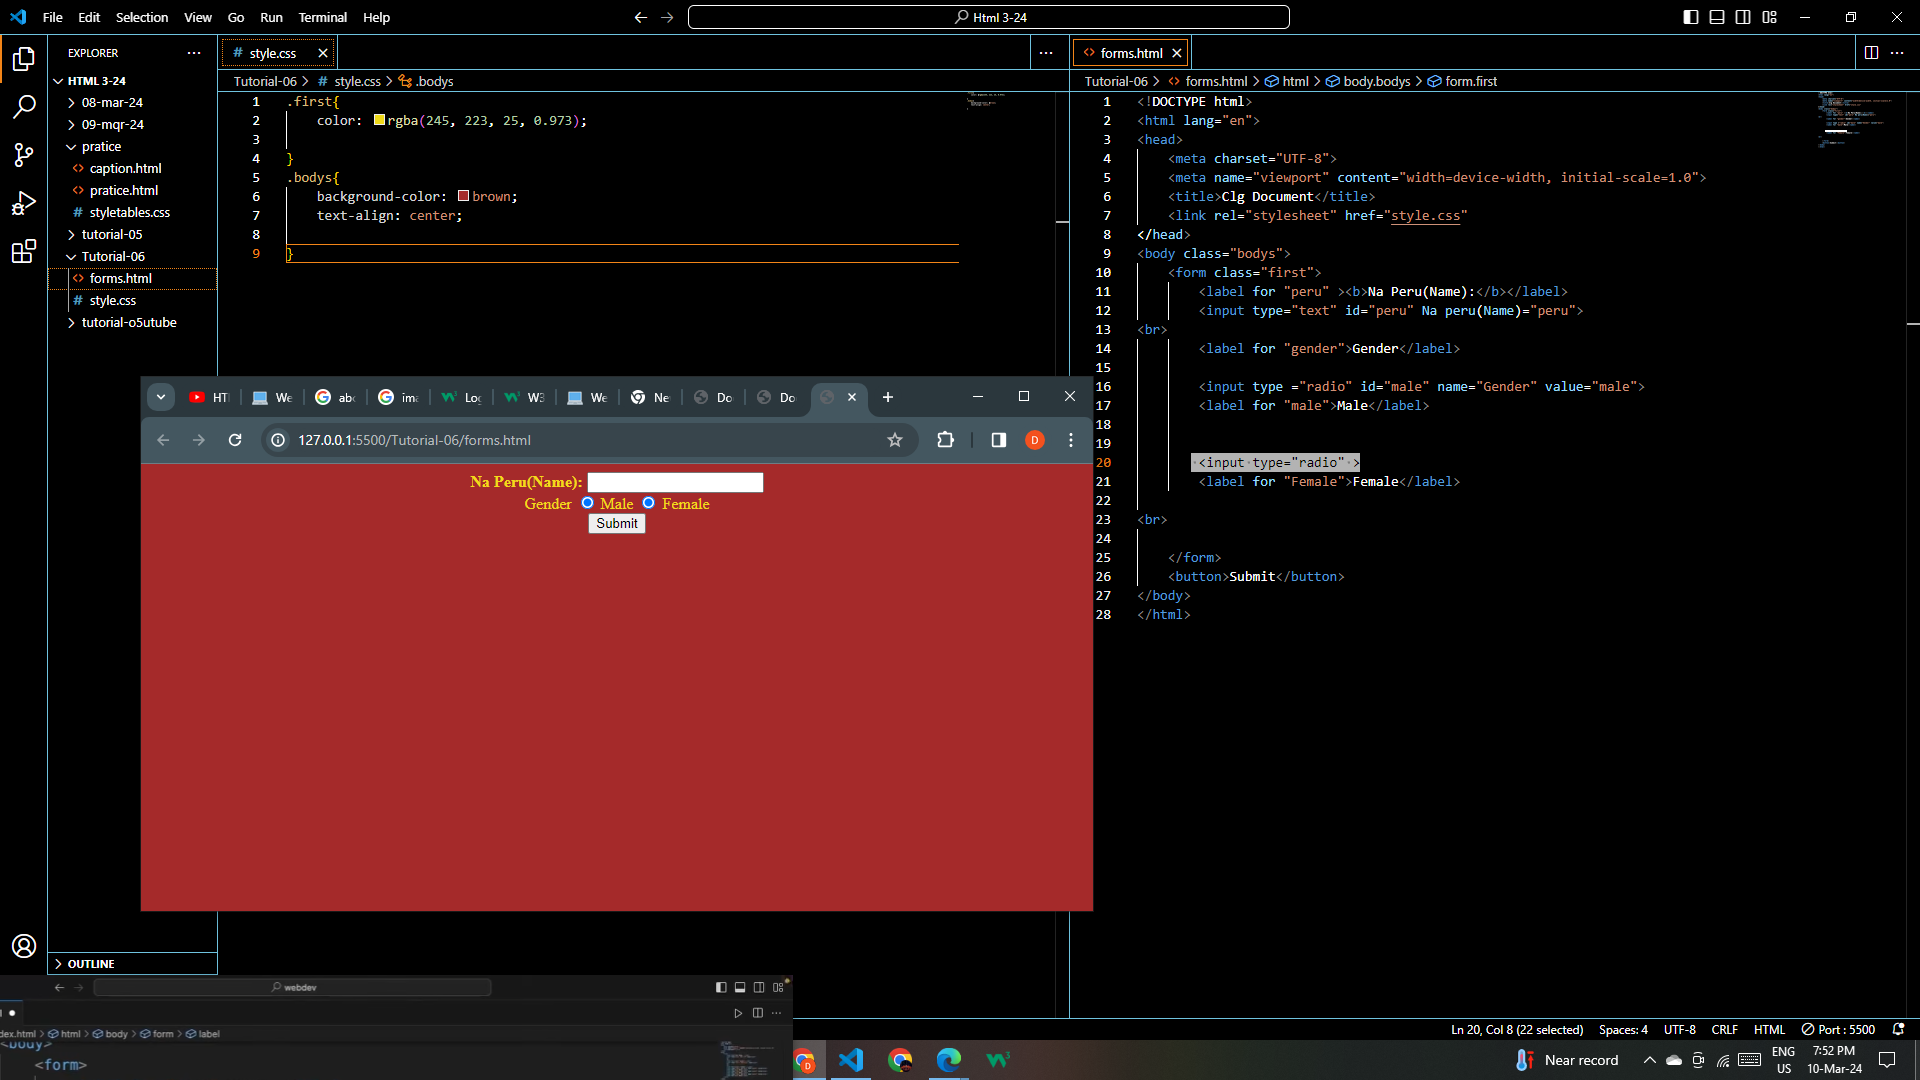 File Edit Selection View Go Run Terminal Help
Html 3-24
EXPLORER
HTML 3-24
08-mar-24
09-mqr-24
pratice
caption.html
pratice.html
styletables.css
tutorial-05
Tutorial-06
forms.html
style.css
tutorial-o5utube
OUTLINE
style.css
Tutorial-06 > style.css > .bodys
1 .first{
2 color: rgba(245, 223, 25, 0.973);
3
4 }
5 .bodys{
6 background-color: brown;
7 text-align: center;
8
9 }
forms.html
Tutorial-06 > forms.html > html > body.bodys > form.first
1 <!DOCTYPE html>
2 <html lang="en">
3 <head>
4 <meta charset="UTF-8">
5 <meta name="viewport" content="width=device-width, initial-scale=1.0">
6 <title>Clg Document</title>
7 <link rel="stylesheet" href="style.css"
8 </head>
9 <body class="bodys">
10 <form class="first">
11 <label for "peru" ><b>Na Peru(Name):</b></label>
12 <input type="text" id="peru" Na peru(Name)="peru">
13 <br>
14 <label for "gender">Gender</label>
15
16 <input type ="radio" id="male" name="Gender" value="male">
17 <label for "male">Male</label>
18
19
20 <input type="radio" >
21 <label for "Female">Female</label>
22
23 <br>
24
25 </form>
26 <button>Submit</button>
27 </body>
28 </html>
HT We abc ima Log W3 We Ne Do Do
127.0.0.1:5500/Tutorial-06/forms.html
D
Na Peru(Name):
Gender Male Female
Submit
webdev
dex.html > html > body > form > label
<body>
<form>
Ln 20, Col 8 (22 selected) Spaces: 4 UTF-8 CRLF HTML Port : 5500
Near record
ENG
US
7:52 PM
10-Mar-24